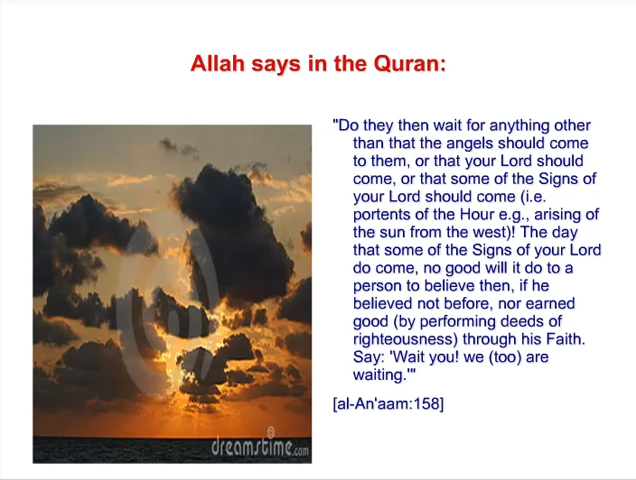 Allah says in the Quran:
"Do they then wait for anything other
than that the angels should come
to them, or that your Lord should
come, or that some of the Signs of
your Lord should come (i.e.
portents of the Hour e.g., arising of
the sun from the west)! The day
that some of the Signs of your Lord
do come, no good will it do to a
person to believe then, if he
believed not before, nor earned
good (by performing deeds of
righteousness) through his Faith.
Say: 'Wait you! we (too) are
waiting.'"
[al-An'aam:158]
dreamstime.com